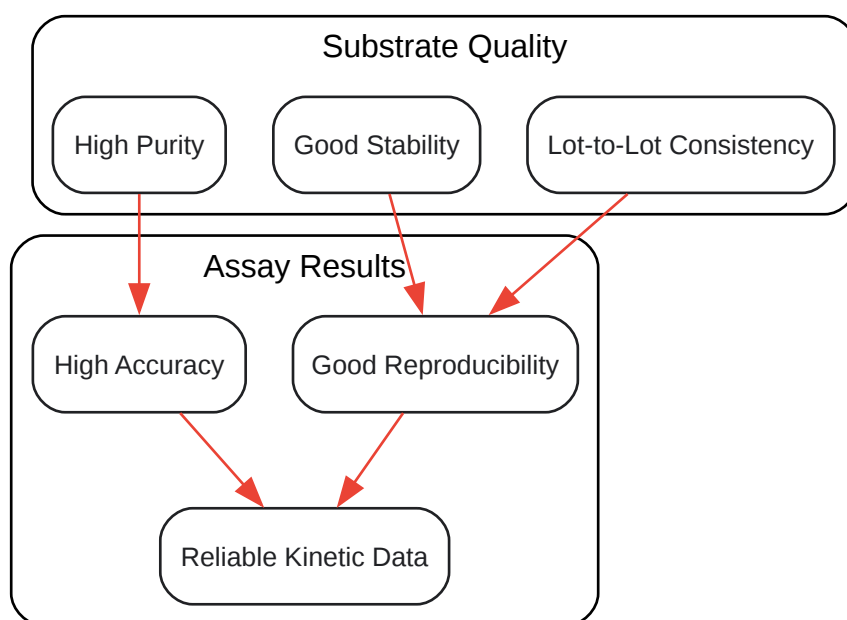 Substrate Quality
High Purity
Good Stability
Lot-to-Lot Consistency
Assay Results
High Accuracy
Good Reproducibility
Reliable Kinetic Data